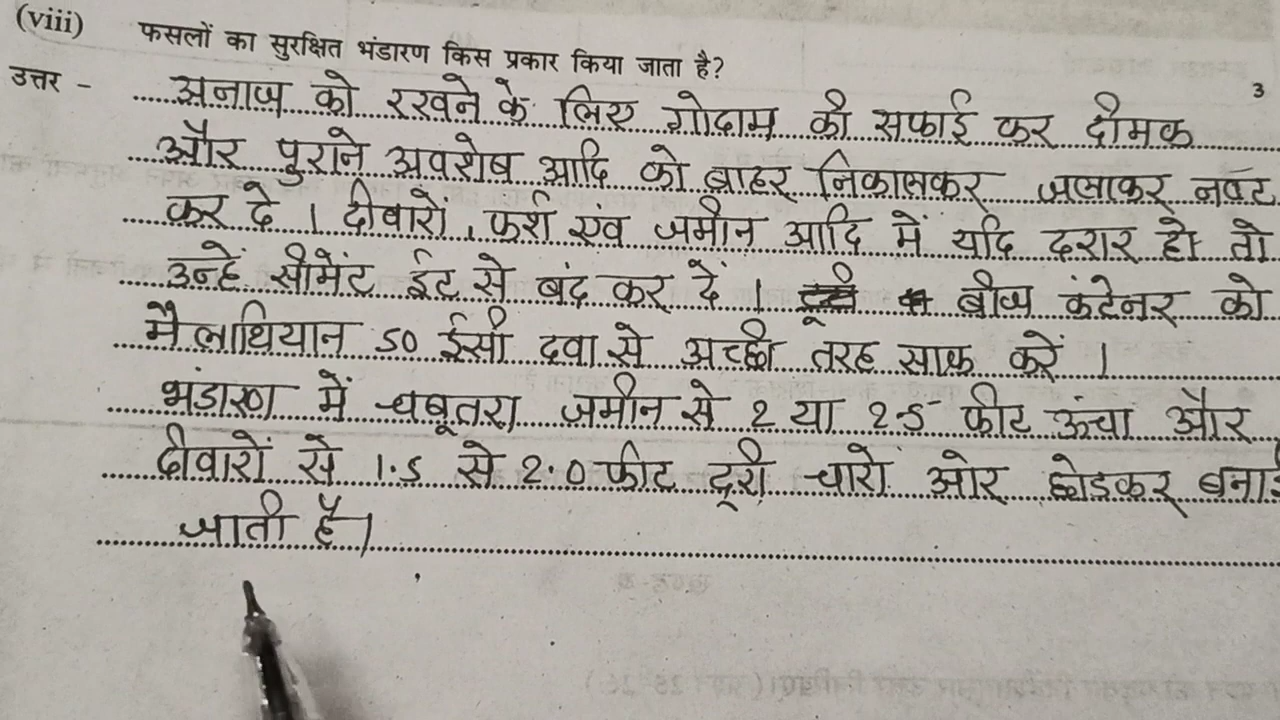 (viii) फसलों का सुरक्षित भंडारण किस प्रकार किया जाता है?
3
उत्तर - अनाज को रखने के लिए गोदाम की सफाई कर दीमक
और पुराने अवशेष आदि को बाहर निकालकर जलाकर नष्ट
कर दे । दीवारों, फर्श एंव जमीन आदि में यदि दरार हो तो
उन्हें सीमेंट ईट से बंद कर दें । बीज कंटेनर को
मैलाथियान 50 ईसी दवा से अच्छी तरह साफ करें ।
भंडारण में चबूतरा जमीन से 2 या 2.5 फीट ऊंचा और
दीवारों से 1.5 से 2.0 फीट दूरी चारों ओर छोडकर बनाई
जाती है।